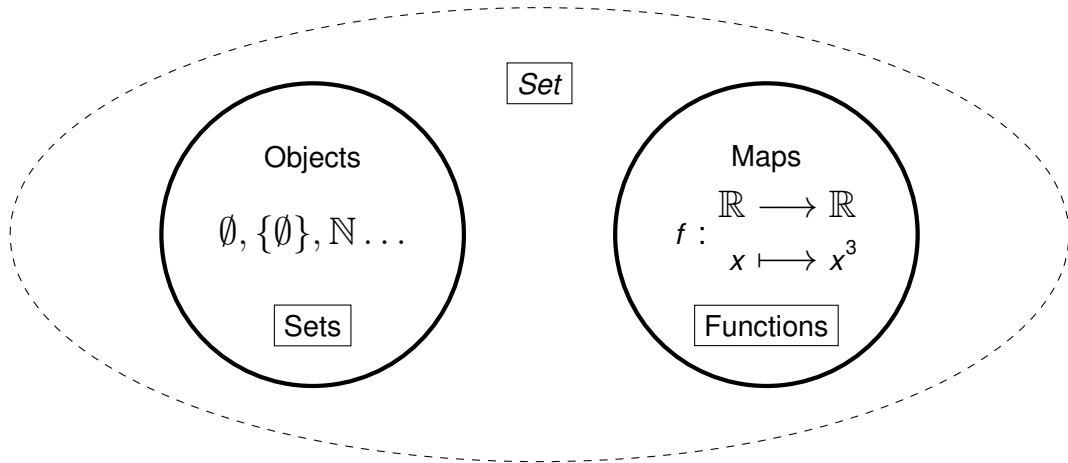 Set
Objects
∅, {∅}, ℕ …
Sets
Maps
ℝ ⟶ ℝ
f :
x ⟼ x³
Functions